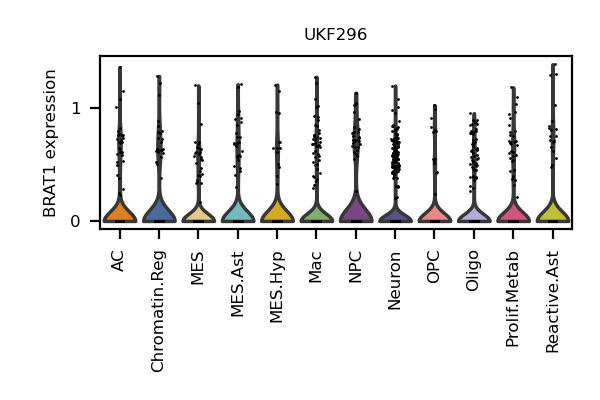 UKF296
BRAT1 expression
1
0
AC
Chromatin.Reg
MES
MES.Ast
MES.Hyp
Mac
NPC
Neuron
OPC
Oligo
Prolif.Metab
Reactive.Ast